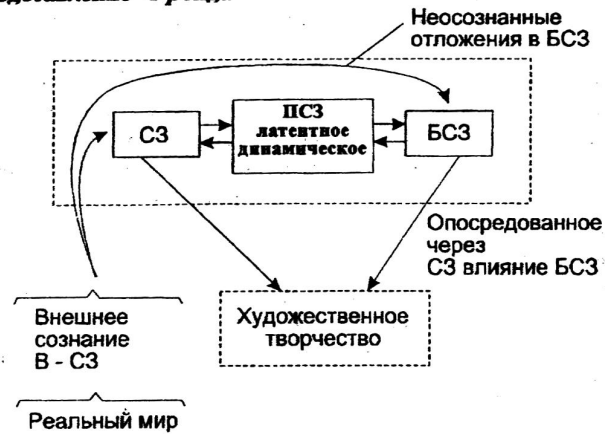 Неосознанные
отложения в БСЗ
СЗ
ПСЗ
латентное
динамическое
БСЗ
Опосредованное
через
СЗ влияние БСЗ
Внешнее
сознание
В - СЗ
Художественное
творчество
Реальный мир